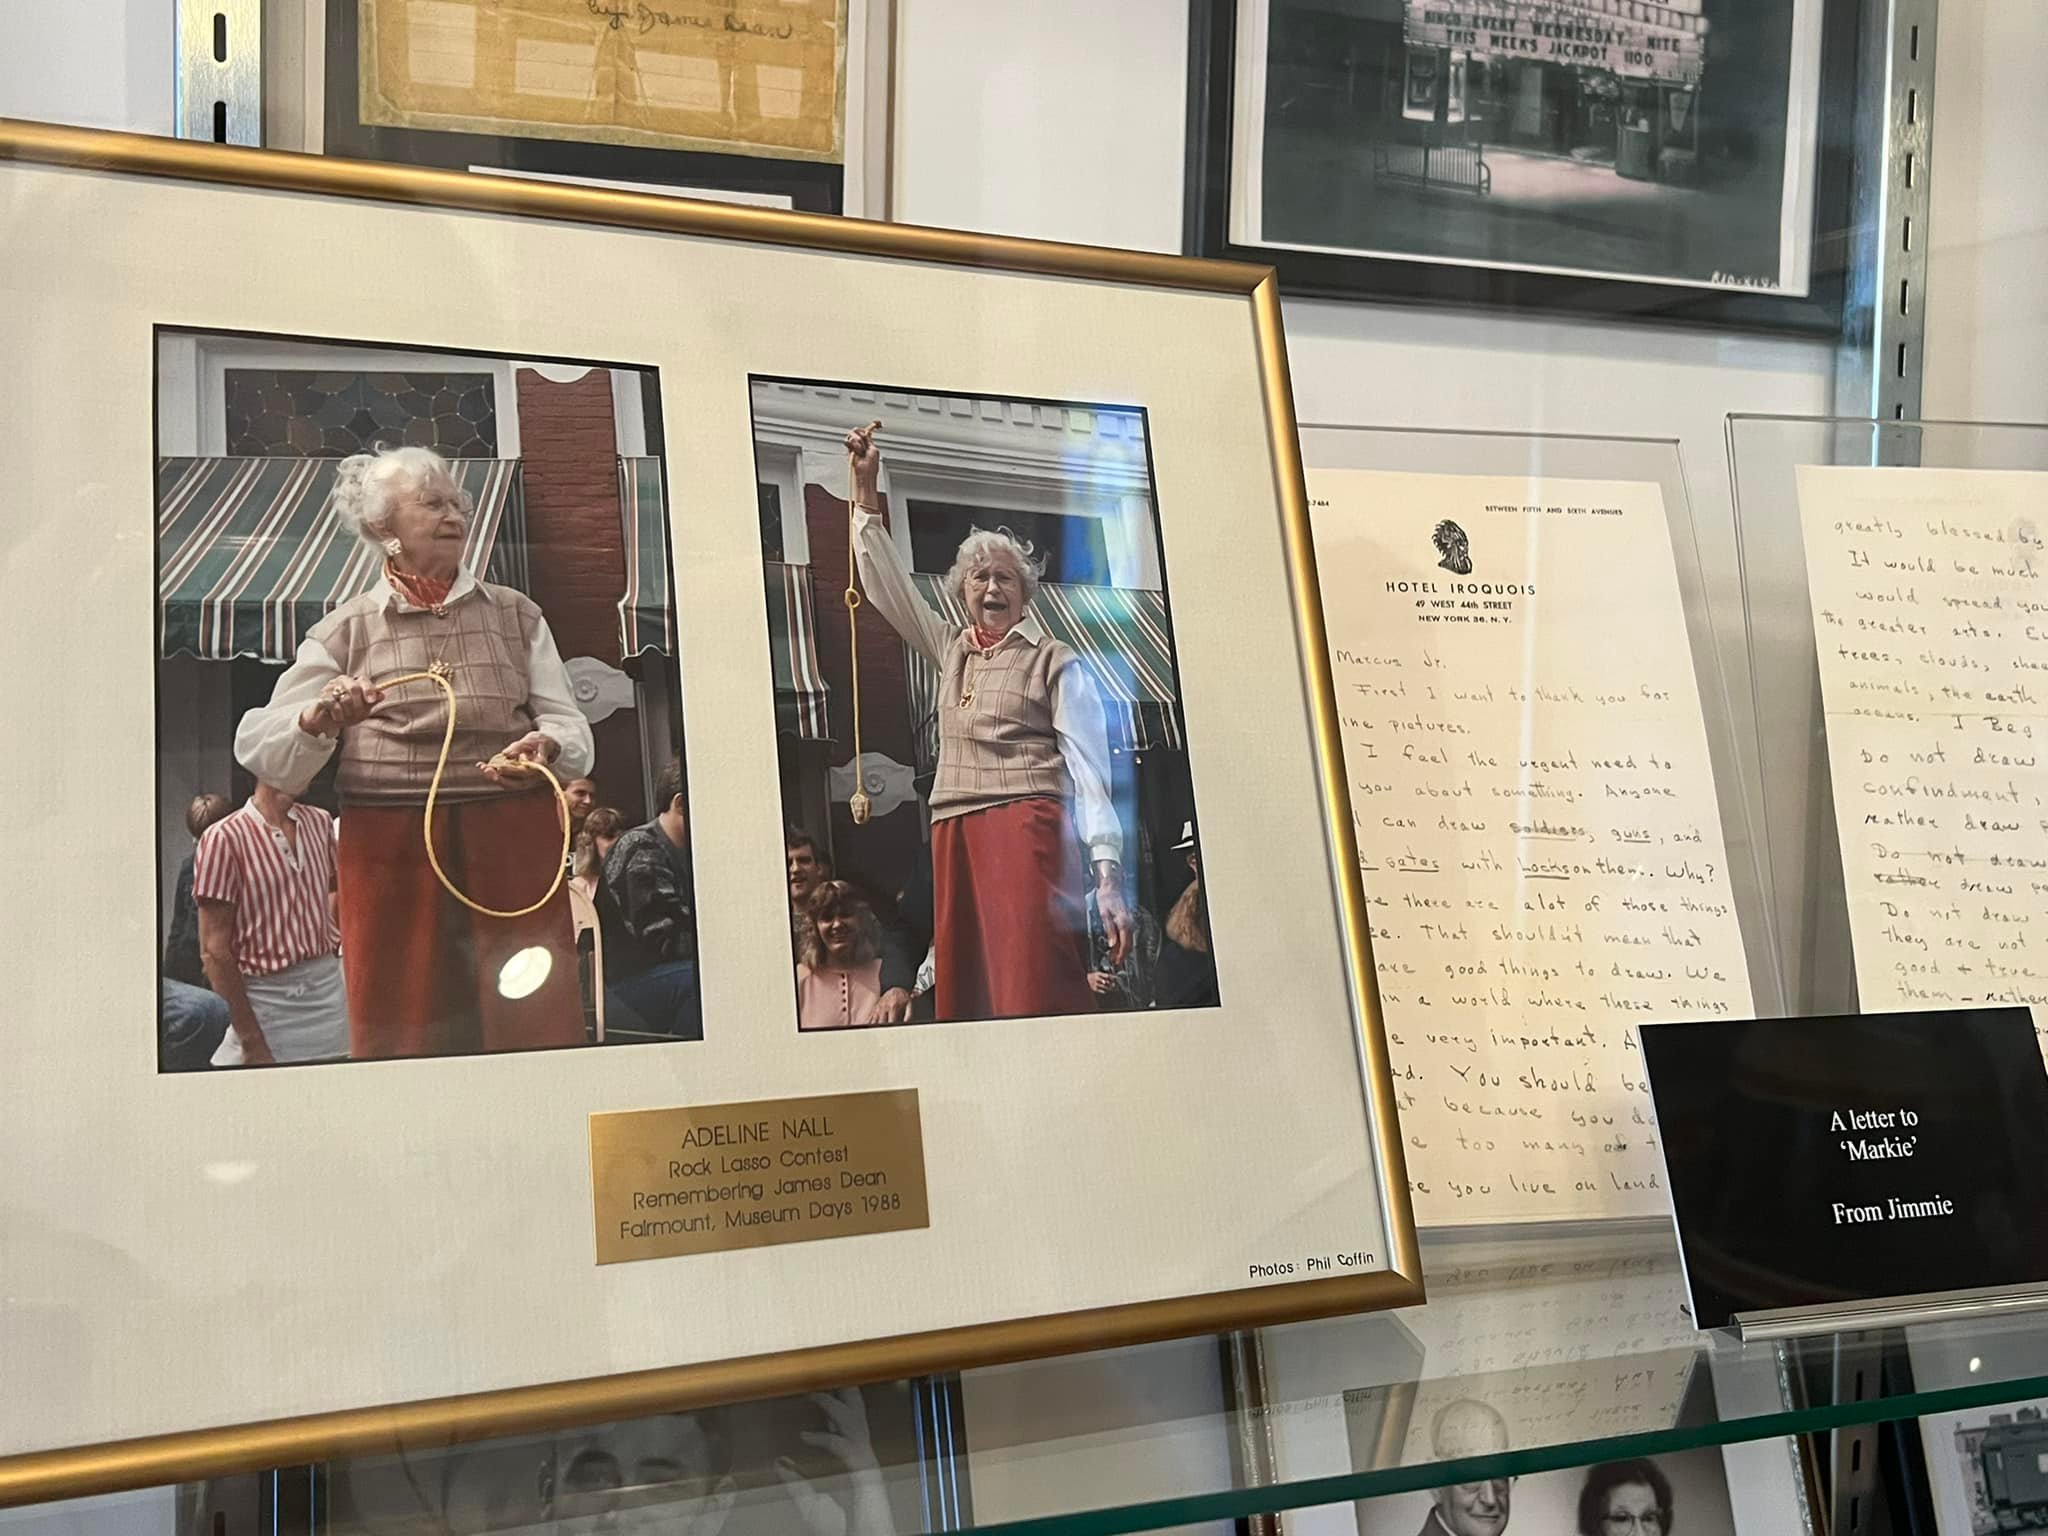 by James Dean
BINGO EVERY WEDNESDAY NITE
THIS WEEK'S JACKPOT $100
ADELINE NALL
Rock Lasso Contest
Remembering James Dean
Fairmount, Museum Days 1988
Photos: Phil Coffin
BETWEEN FIFTH AND SIXTH AVENUES
HOTEL IROQUOIS
49 WEST 44th STREET
NEW YORK 36, N.Y.
Marcus Jr.
First I want to thank you for
pictures.
I feel the urgent need to
you about something. Anyone
can draw soldiers, guns, and
gates with Locks on them. Why?
there are a lot of those things
That shouldn't mean that
are good things to draw. We
in a world where these things
very important. A
You should be
because you do
too many of
you live on land
greatly blessed by
It would be much
would spread you
the greater arts.
trees, clouds,
animals, the earth
oceans. I Beg
Do not draw
confindment,
rather draw
Do not draw
rather draw
Do not draw
they are not
good + true
them - rather
A letter to
'Markie'
From Jimmie